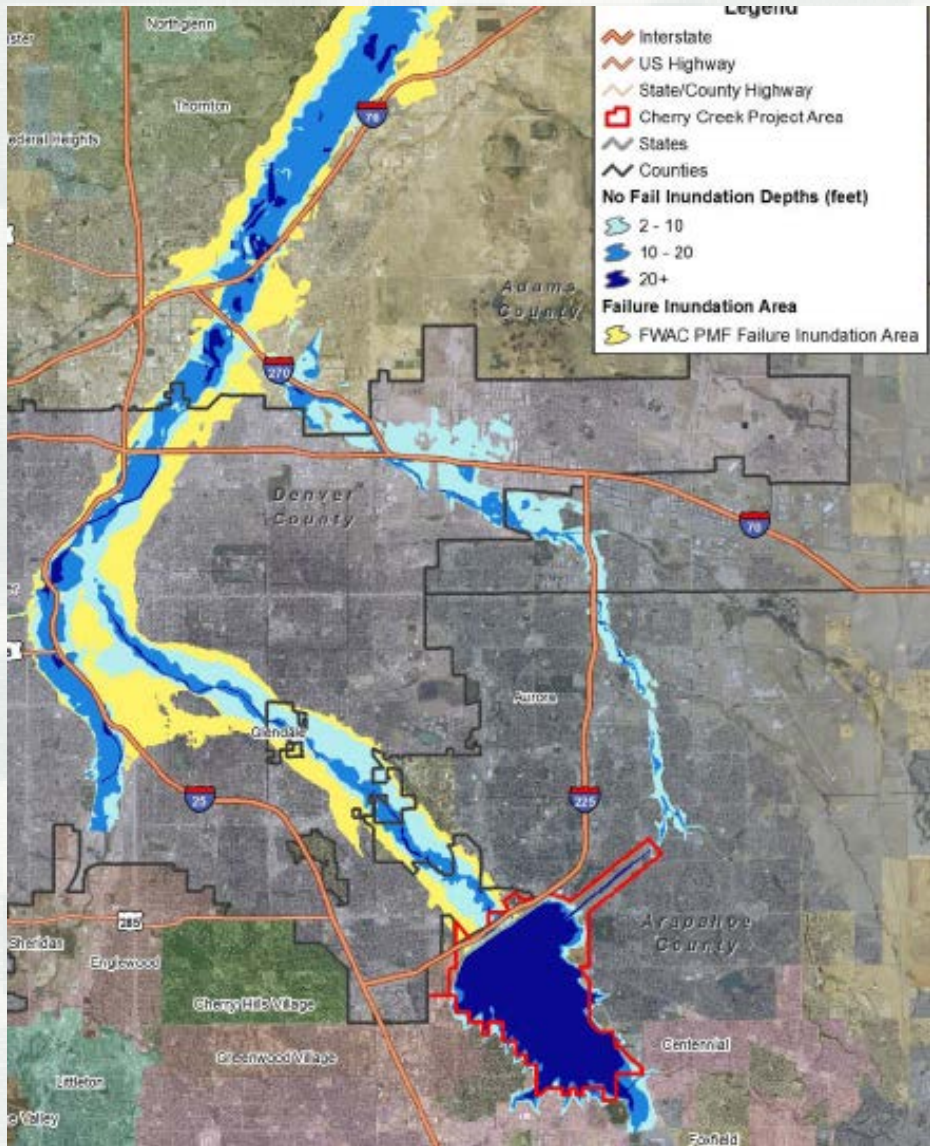 Legend
Interstate
US Highway
State/County Highway
Cherry Creek Project Area
States
Counties
No Fail Inundation Depths (feet)
2 - 10
10 - 20
20+
Failure Inundation Area
FWAC PMF Failure Inundation Area
Northglenn
Thornton
ederal Heights
76
Adams
County
270
Denver
County
70
Aurora
Glendale
25
225
Arapahoe
County
285
Sheridan
Englewood
Cherry Hills Village
Greenwood Village
Centennial
Littleton
e Valley
Foxfield